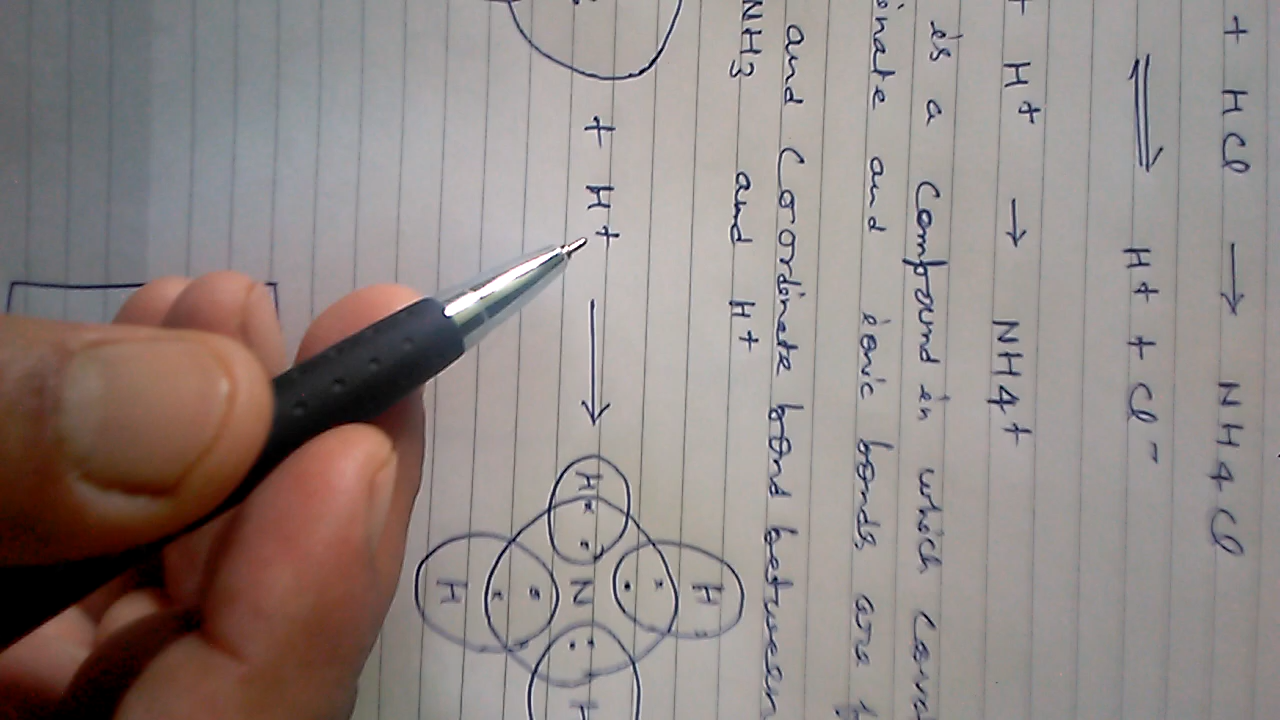 + HCl → NH4Cl
⇌ H+ + Cl-
+ H+ → NH4+
is a compound in which
and ionic bonds are
and Coordinate bond between
NH3 and H+
+ H+ →
H
H N H
H